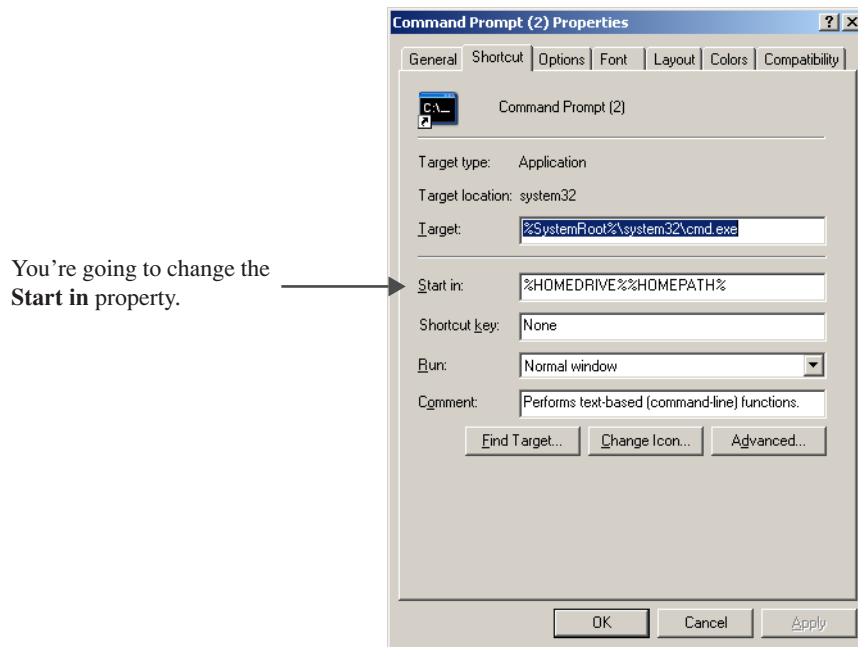 Command Prompt (2) Properties
General Shortcut Options Font Layout Colors Compatibility
C:\_
Command Prompt (2)
Target type: Application
Target location: system32
Target: %SystemRoot%\system32\cmd.exe
You're going to change the
Start in property.
Start in: %HOMEDRIVE%%HOMEPATH%
Shortcut key: None
Run: Normal window
Comment: Performs text-based (command-line) functions.
Find Target... Change Icon... Advanced...
OK Cancel Apply